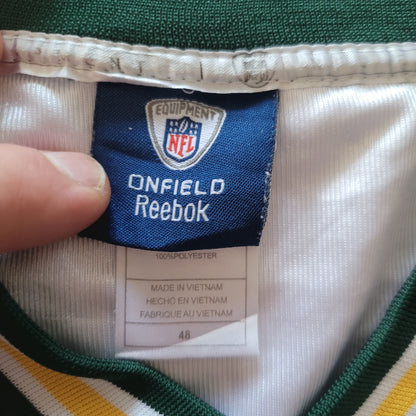 EQUIPMENT
NFL
ONFIELD
Reebok
100%POLYESTER
MADE IN VIETNAM
HECHO EN VIETNAM
FABRIQUE AU VIETNAM
48